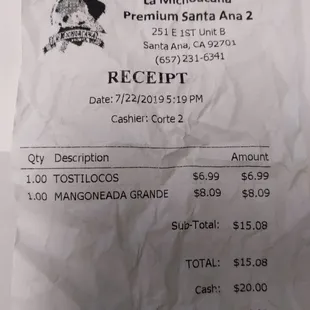 La Michoacana
Premium Santa Ana 2
251 E 1ST Unit B
Santa Ana, CA 92701
(657) 231-6341
RECEIPT
Date: 7/22/2019 5:19 PM
Cashier: Corte 2
Qty Description Amount
1.00 TOSTILOCOS $6.99 $6.99
1.00 MANGONEADA GRANDE $8.09 $8.09
Sub-Total: $15.08
TOTAL: $15.08
Cash: $20.00